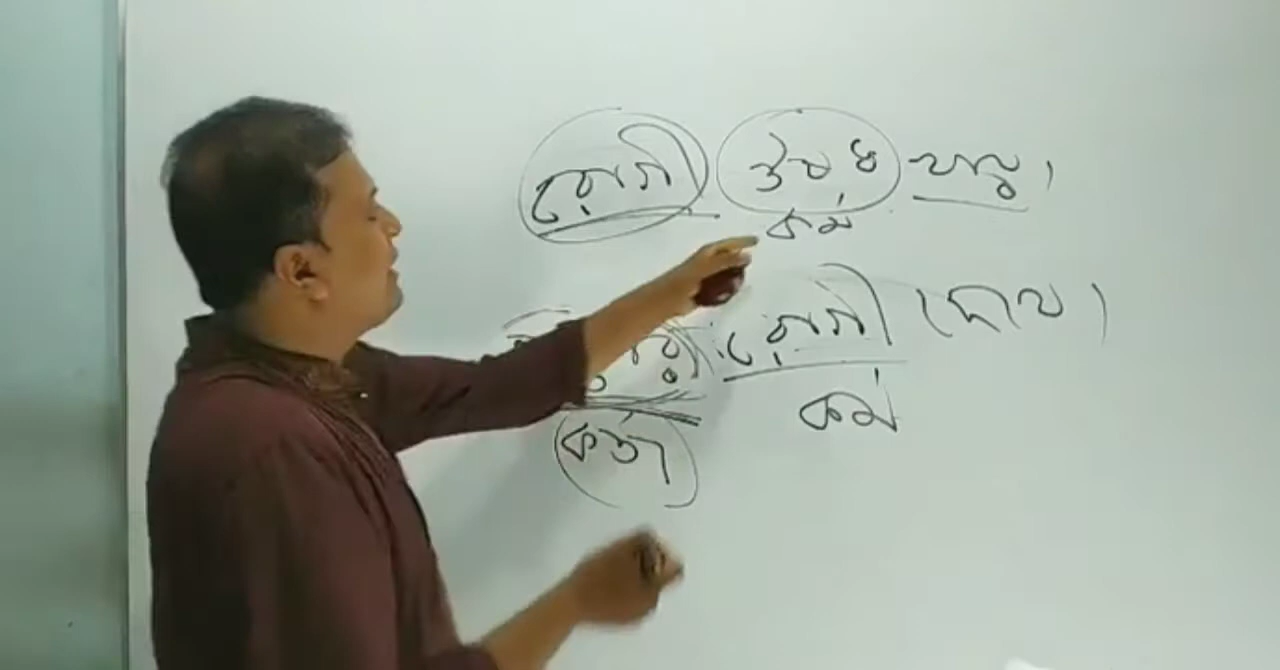 রোগী ঔষধ খায়।
কর্ম
রোগী দেখে।
কর্তা কর্ম